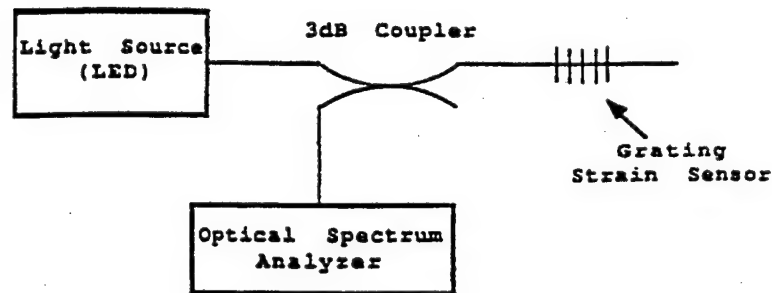 3dB Coupler
Light Source
(LED)
Grating
Strain Sensor
Optical Spectrum
Analyzer